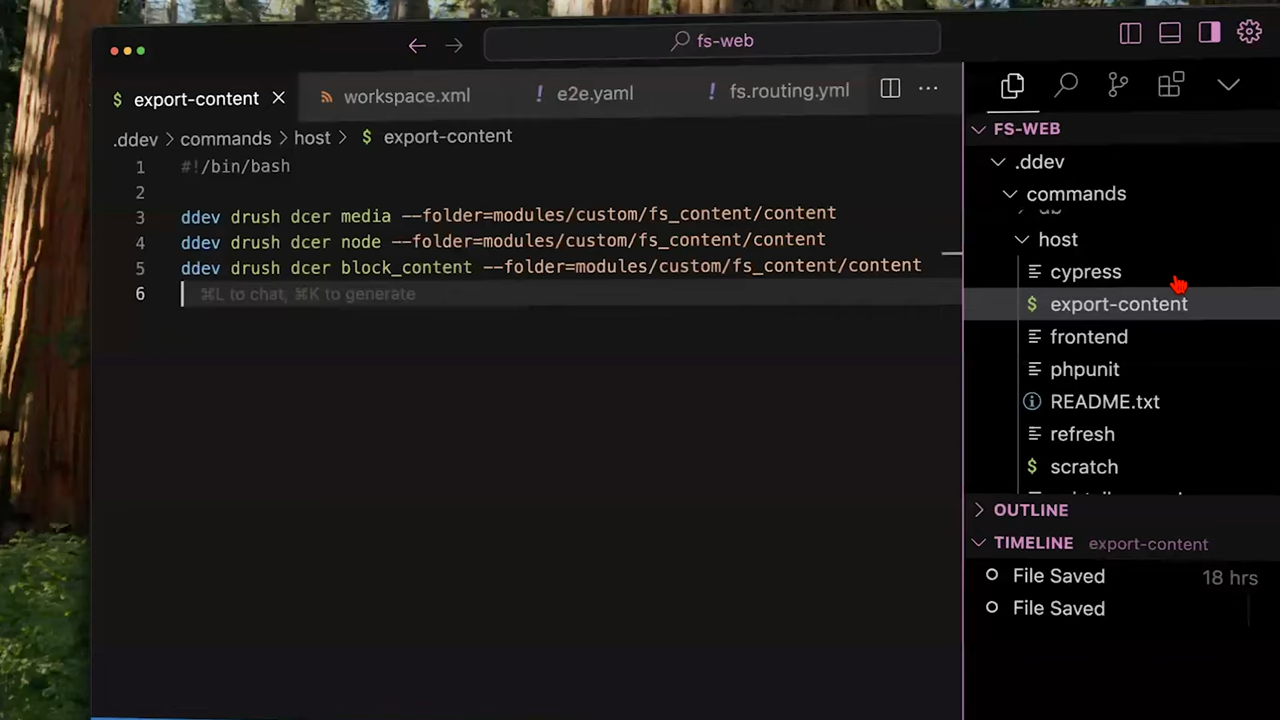 fs-web
export-content
workspace.xml
! e2e.yaml
! fs.routing.yml
.ddev > commands > host > $ export-content
1 #!/bin/bash
2
3 ddev drush dcer media --folder=modules/custom/fs_content/content
4 ddev drush dcer node --folder=modules/custom/fs_content/content
5 ddev drush dcer block_content --folder=modules/custom/fs_content/content
6 ⌘L to chat, ⌘K to generate
FS-WEB
.ddev
commands
host
cypress
$ export-content
frontend
phpunit
README.txt
refresh
$ scratch
OUTLINE
TIMELINE export-content
File Saved 18 hrs
File Saved